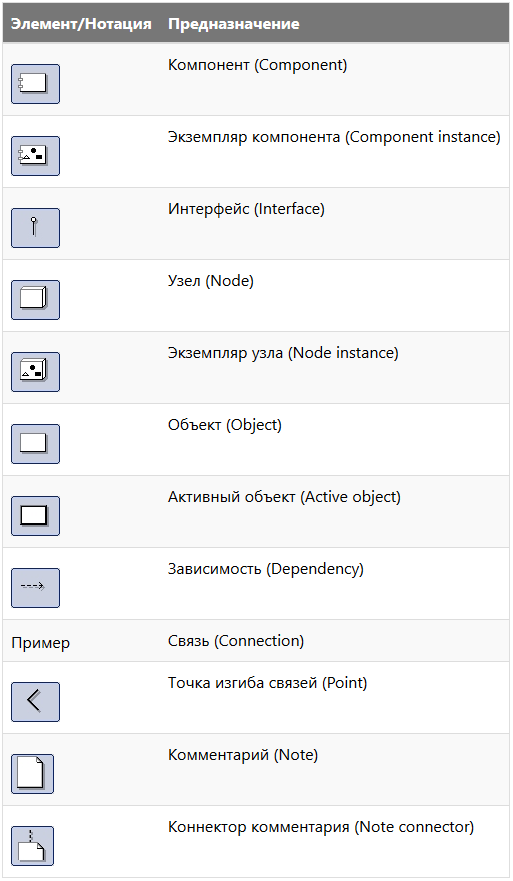 Элемент/Нотация Предназначение
Компонент (Component)
Экземпляр компонента (Component instance)
Интерфейс (Interface)
Узел (Node)
Экземпляр узла (Node instance)
Объект (Object)
Активный объект (Active object)
Зависимость (Dependency)
Пример Связь (Connection)
Точка изгиба связей (Point)
Комментарий (Note)
Коннектор комментария (Note connector)